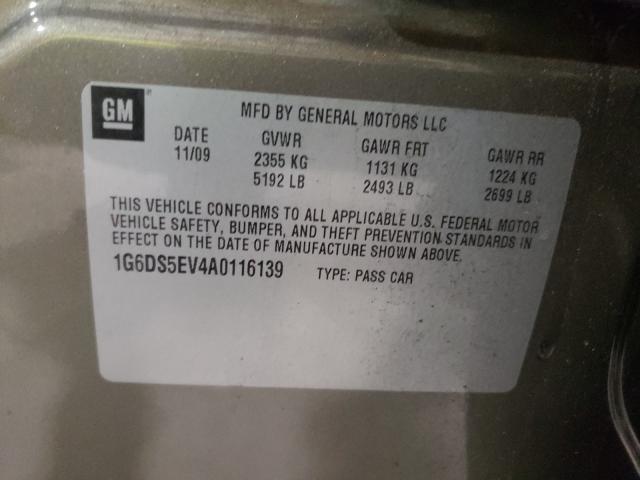 GM
MFD BY GENERAL MOTORS LLC
DATE GVWR GAWR FRT GAWR RR
11/09 2355 KG 1131 KG 1224 KG
5192 LB 2493 LB 2699 LB
THIS VEHICLE CONFORMS TO ALL APPLICABLE U.S. FEDERAL MOTOR
VEHICLE SAFETY, BUMPER, AND THEFT PREVENTION STANDARDS IN
EFFECT ON THE DATE OF MANUFACTURE SHOWN ABOVE.
1G6DS5EV4A0116139 TYPE: PASS CAR